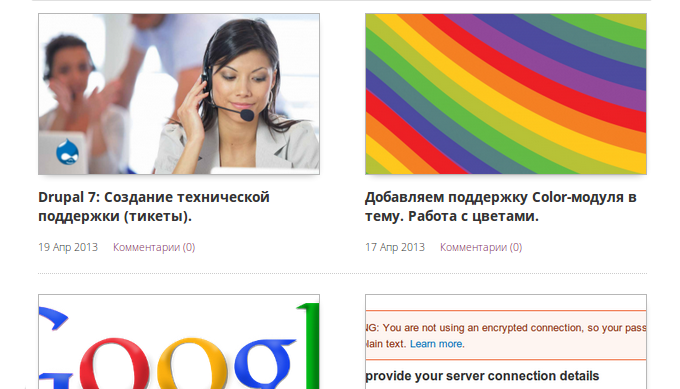 Drupal 7: Создание технической
поддержки (тикеты).
19 Апр 2013 Комментарии (0)
Добавляем поддержку Color-модуля в
тему. Работа с цветами.
17 Апр 2013 Комментарии (0)
Googl
NG: You are not using an encrypted connection, so your pass
lain text. Learn more.
provide your server connection details